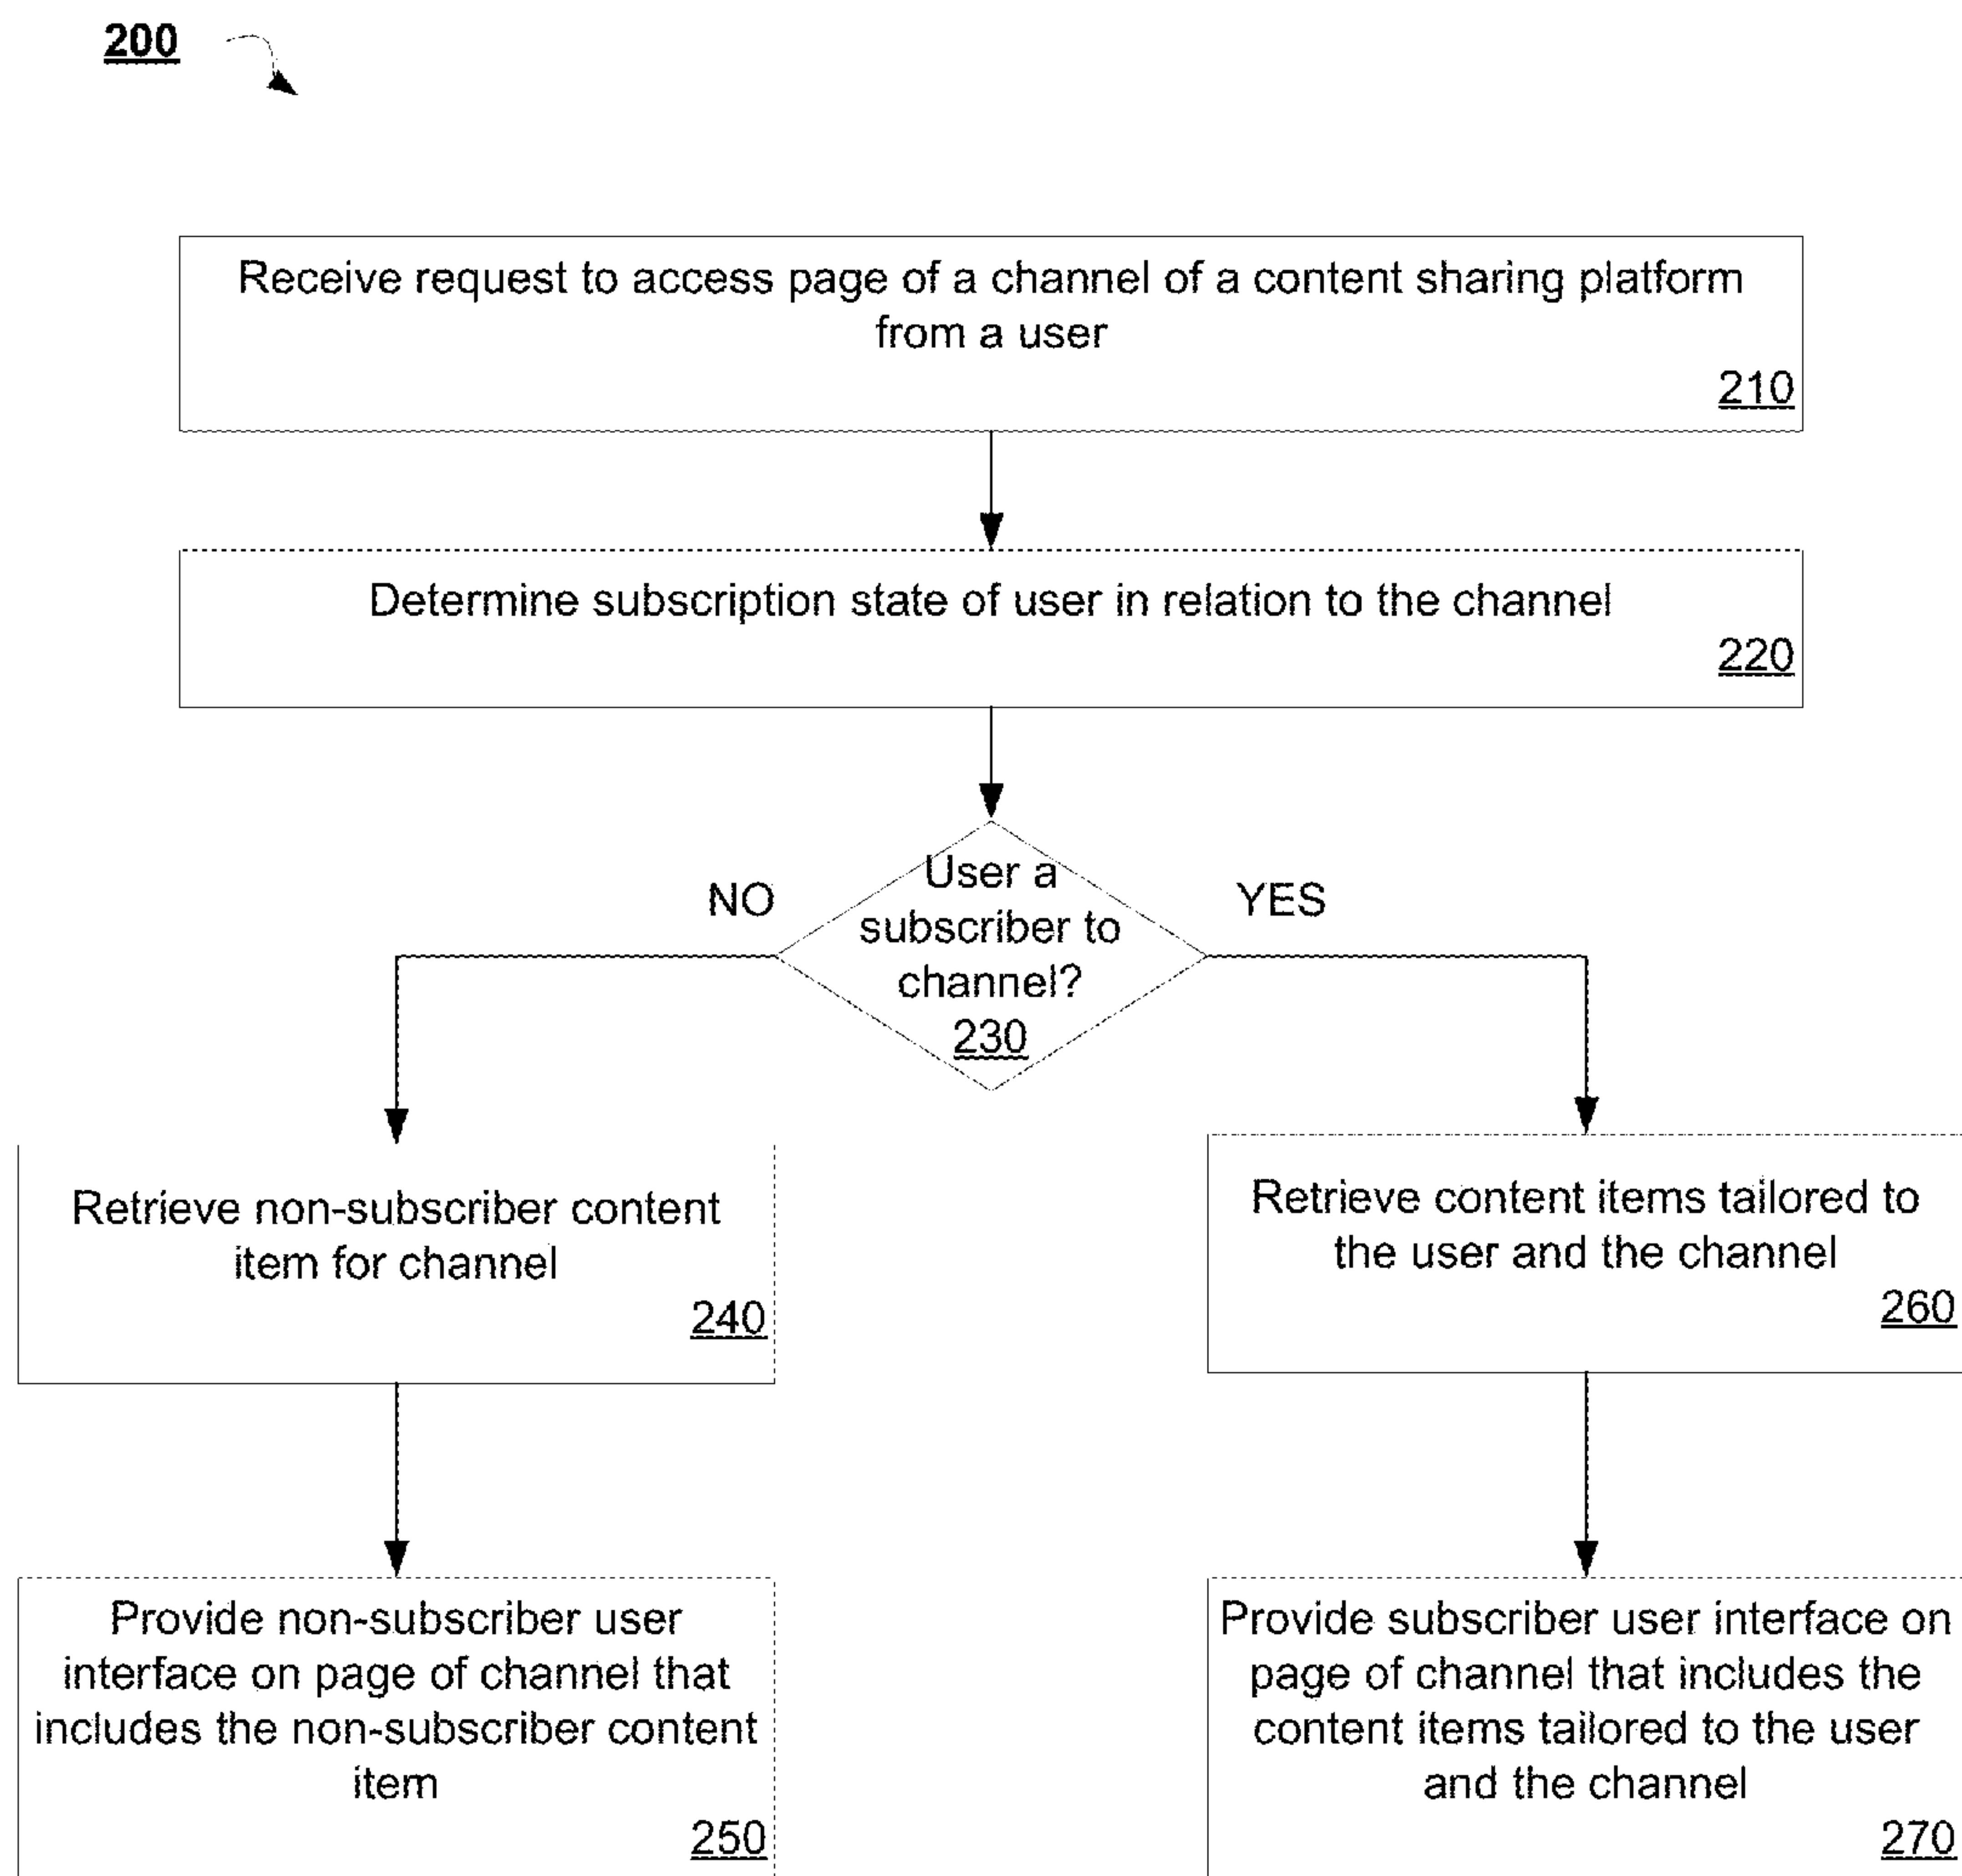 200
Receive request to access page of a channel of a content sharing platform
from a user
210
Determine subscription state of user in relation to the channel
220
User a
subscriber to
channel?
230
NO
YES
Retrieve non-subscriber content
item for channel
240
Provide non-subscriber user
interface on page of channel that
includes the non-subscriber content
item
250
Retrieve content items tailored to
the user and the channel
260
Provide subscriber user interface on
page of channel that includes the
content items tailored to the user
and the channel
270